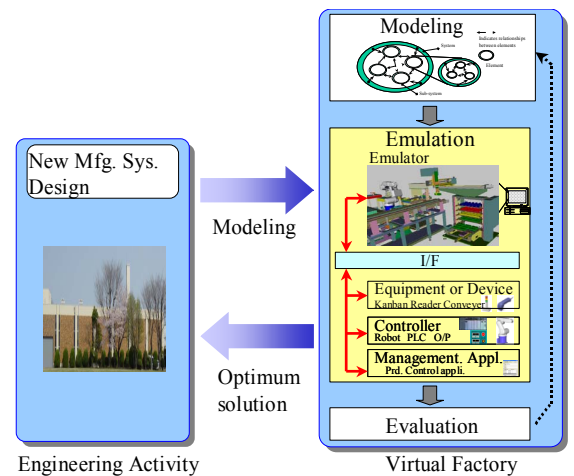 Modeling
Indicates relationships
between elements
System
Element
Sub-system
Emulation
Emulator
I/F
Equipment or Device
Kanban Reader Conveyer
Controller
Robot PLC O/P
Management. Appl.
Prd. Control appli.
Evaluation
Virtual Factory
New Mfg. Sys.
Design
Modeling
Optimum
solution
Engineering Activity